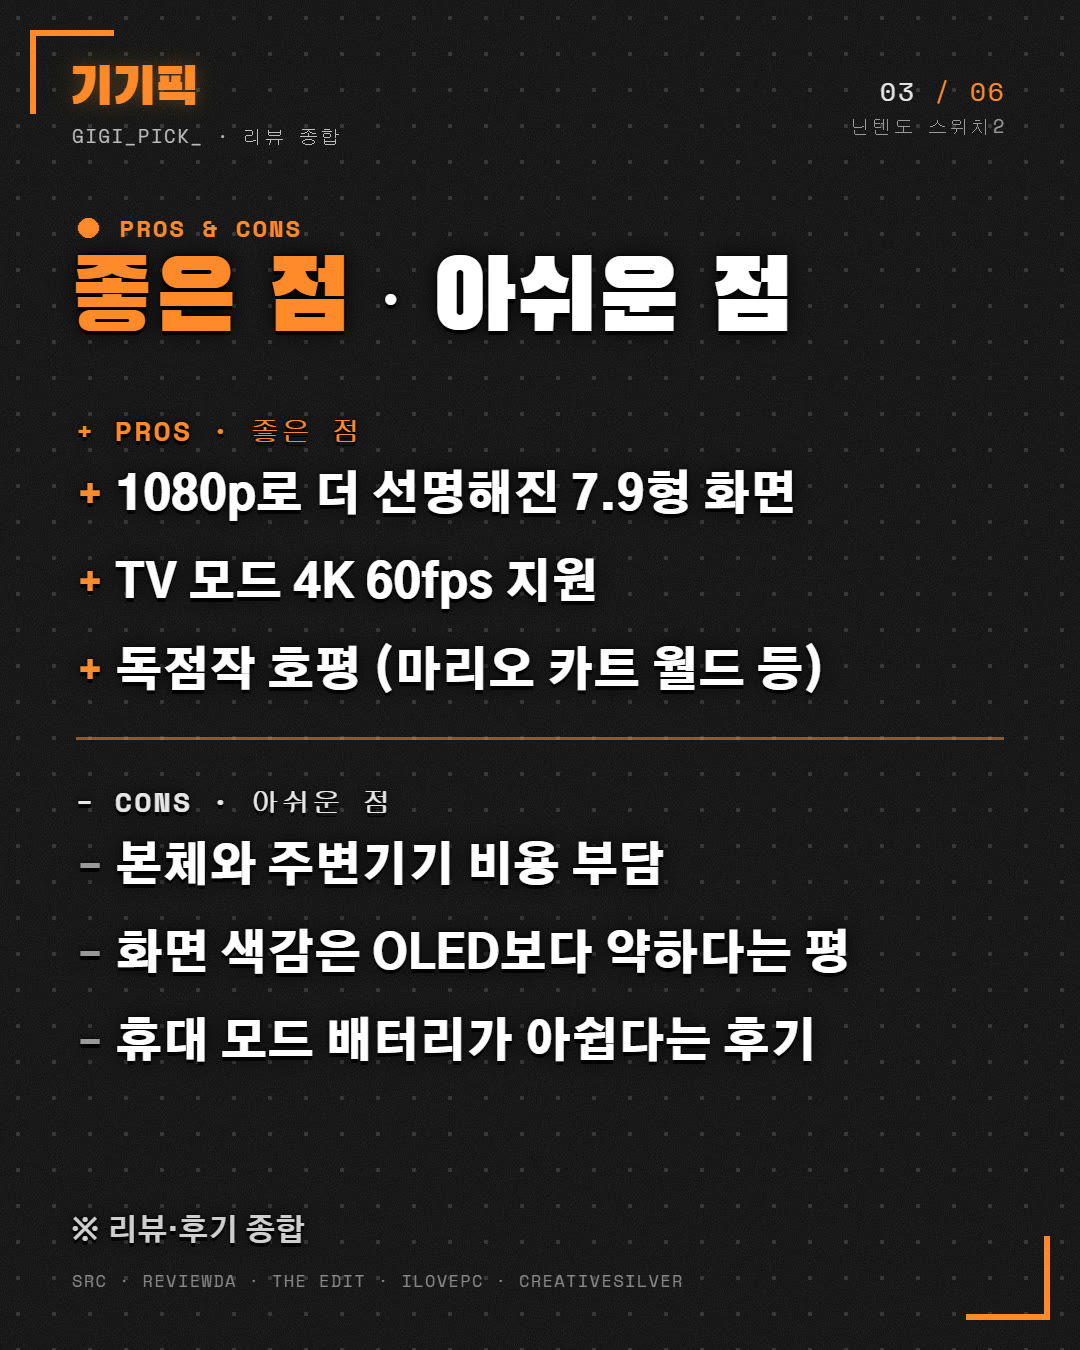 기기픽
GIGI_PICK_ · 리뷰 종합
03 / 06
닌텐도 스위치2
● PROS & CONS
좋은 점 · 아쉬운 점
+ PROS · 좋은 점
+ 1080p로 더 선명해진 7.9형 화면
+ TV 모드 4K 60fps 지원
+ 독점작 호평 (마리오 카트 월드 등)
− CONS · 아쉬운 점
− 본체와 주변기기 비용 부담
− 화면 색감은 OLED보다 약하다는 평
− 휴대 모드 배터리가 아쉽다는 후기
※ 리뷰·후기 종합
SRC · REVIEWDA · THE EDIT · ILOVEPC · CREATIVESILVER